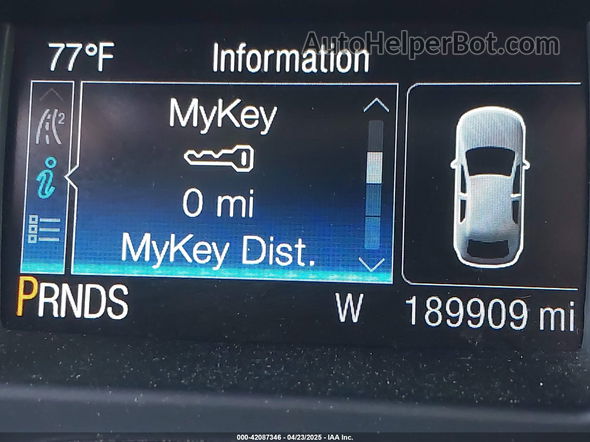 AutoHelperBot.com
77°F Information
MyKey
2
i
0 mi
MyKey Dist.
PRNDS W 189909 mi
000-42087346 - 04/23/2025 - IAA Inc.